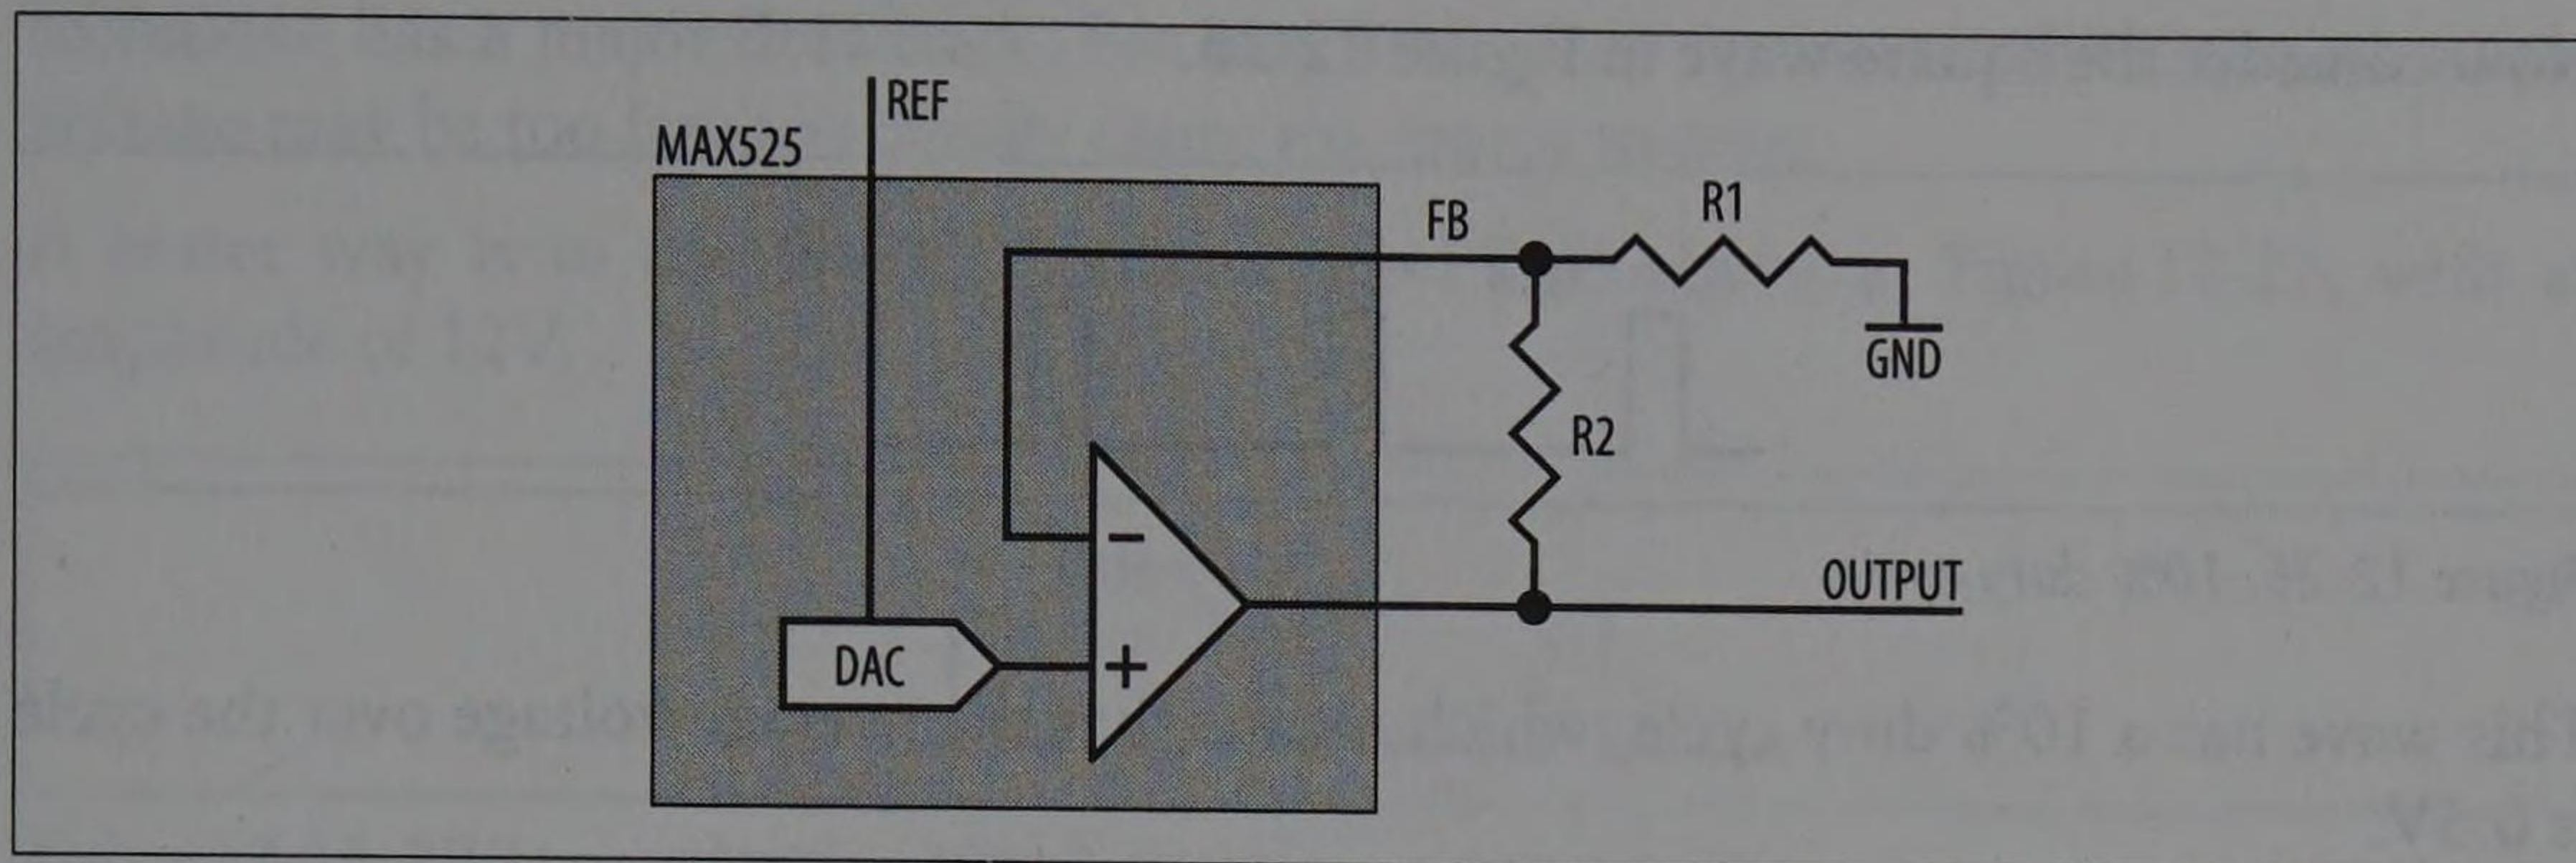 REF
MAX525
FB
R1
GND
R2
OUTPUT
DAC
−
+